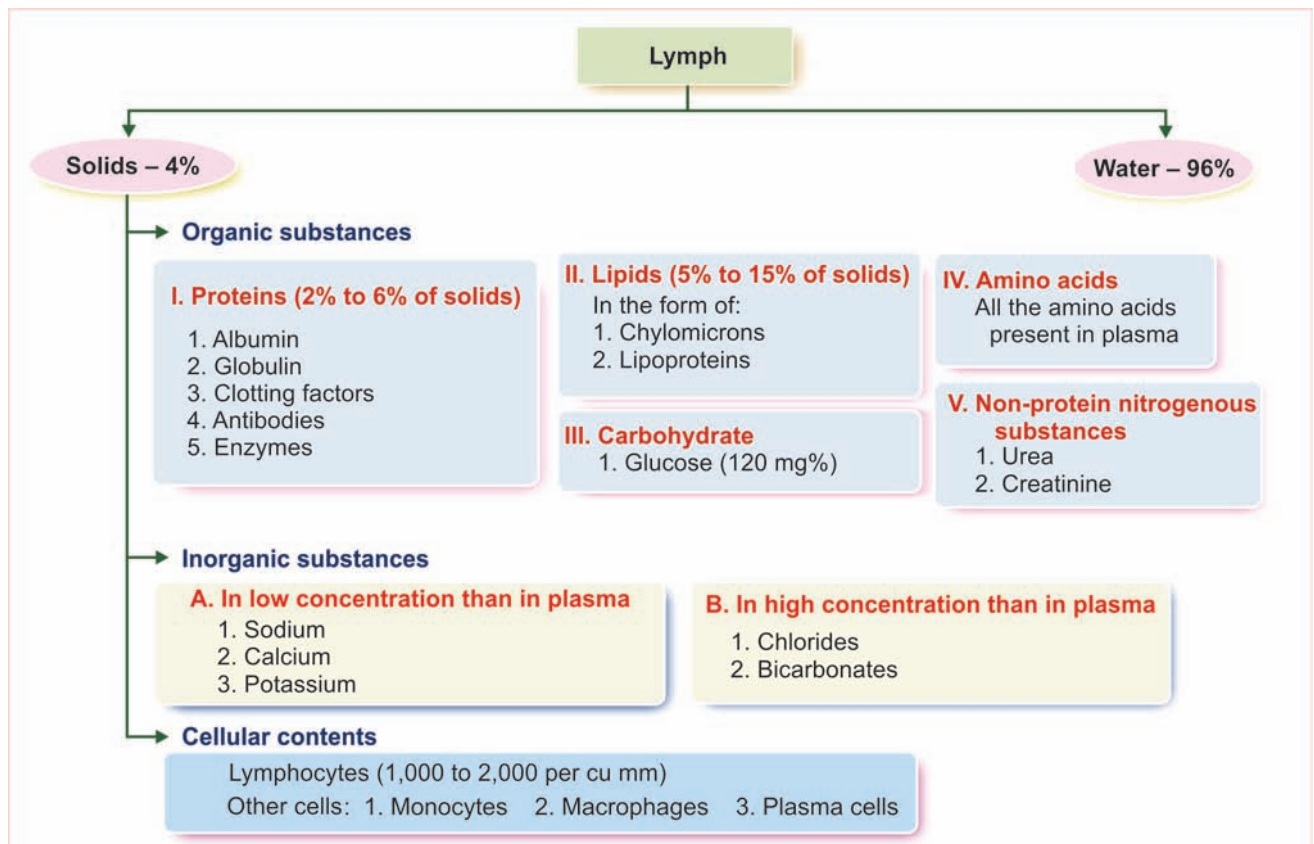 Lymph
Solids – 4%
Water – 96%
Organic substances
I. Proteins (2% to 6% of solids)
1. Albumin
2. Globulin
3. Clotting factors
4. Antibodies
5. Enzymes
II. Lipids (5% to 15% of solids)
In the form of:
1. Chylomicrons
2. Lipoproteins
III. Carbohydrate
1. Glucose (120 mg%)
IV. Amino acids
All the amino acids
present in plasma
V. Non-protein nitrogenous
substances
1. Urea
2. Creatinine
Inorganic substances
A. In low concentration than in plasma
1. Sodium
2. Calcium
3. Potassium
B. In high concentration than in plasma
1. Chlorides
2. Bicarbonates
Cellular contents
Lymphocytes (1,000 to 2,000 per cu mm)
Other cells: 1. Monocytes 2. Macrophages 3. Plasma cells